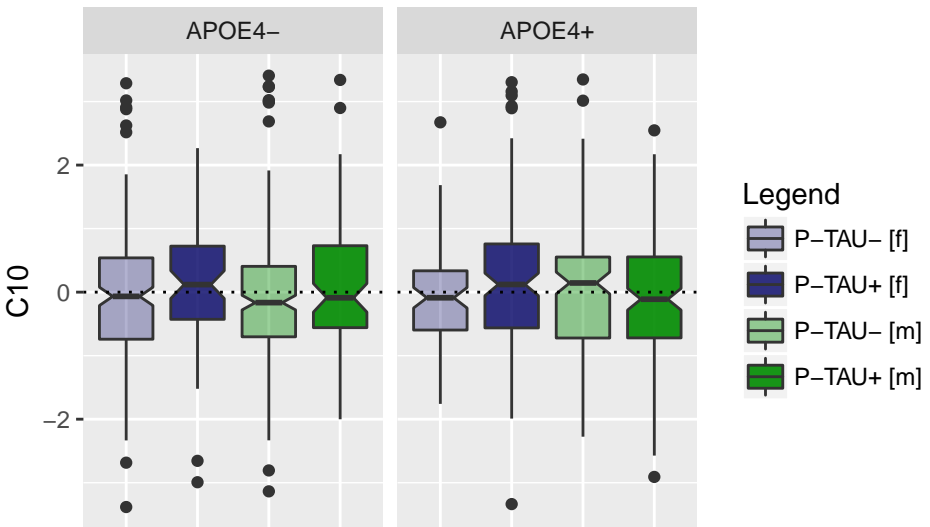 APOE4− APOE4+
C10
2
0
−2
Legend
P−TAU− [f]
P−TAU+ [f]
P−TAU− [m]
P−TAU+ [m]